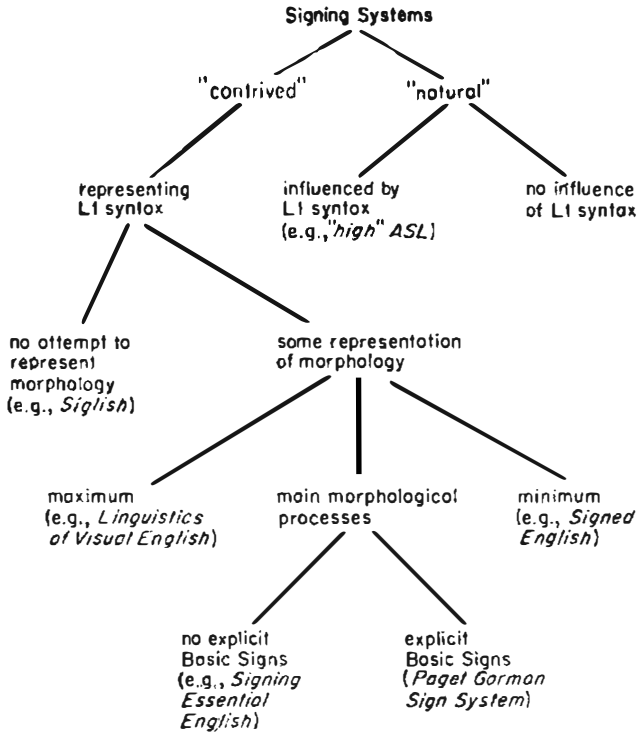 Signing Systems
"contrived"
"natural"
representing
L1 syntax
influenced by
L1 syntax
(e.g.,"high" ASL)
no influence
of L1 syntax
no attempt to
represent
morphology
(e.g., Siglish)
some representation
of morphology
maximum
(e.g., Linguistics
of Visual English)
main morphological
processes
minimum
(e.g., Signed
English)
no explicit
Basic Signs
(e.g., Signing
Essential
English)
explicit
Basic Signs
(Paget Gorman
Sign System)